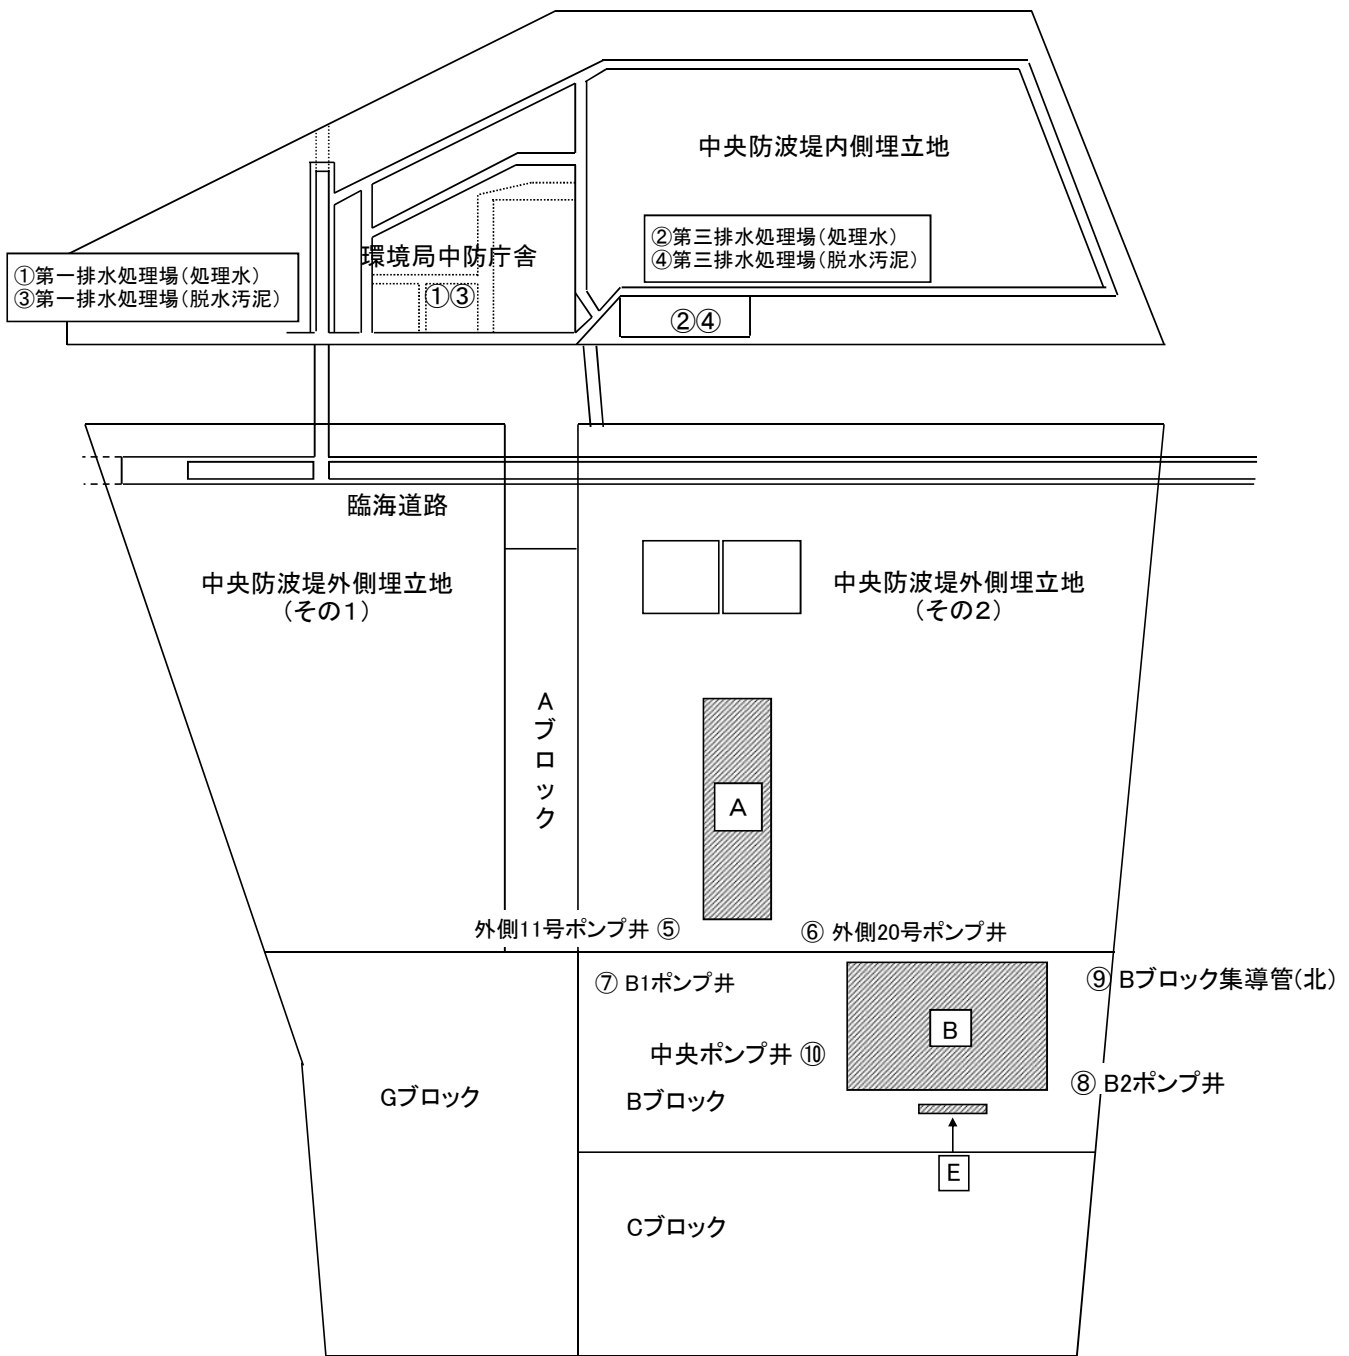 中央防波堤内側埋立地
②第三排水処理場(処理水)
④第三排水処理場(脱水汚泥)
環境局中防庁舎
①第一排水処理場(処理水)
③第一排水処理場(脱水汚泥)
①③
②④
臨海道路
中央防波堤外側埋立地
(その1)
中央防波堤外側埋立地
(その2)
Aブロック
A
外側11号ポンプ井 ⑤
⑥ 外側20号ポンプ井
⑦ B1ポンプ井
⑨ Bブロック集導管(北)
B
中央ポンプ井 ⑩
⑧ B2ポンプ井
Gブロック
Bブロック
E
Cブロック